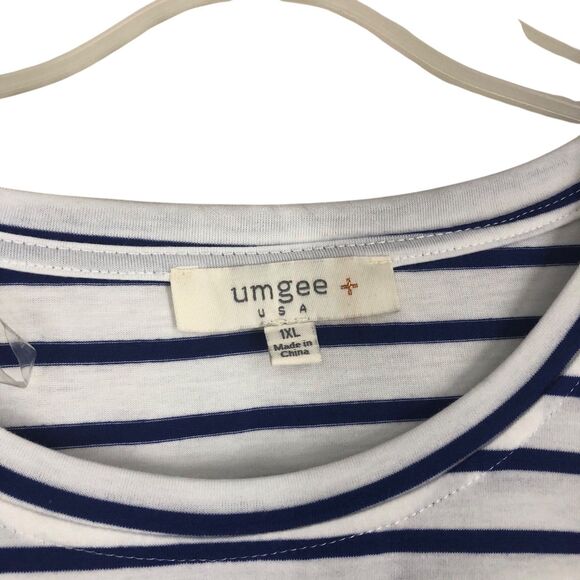 umgee +
USA
1XL
Made in
China